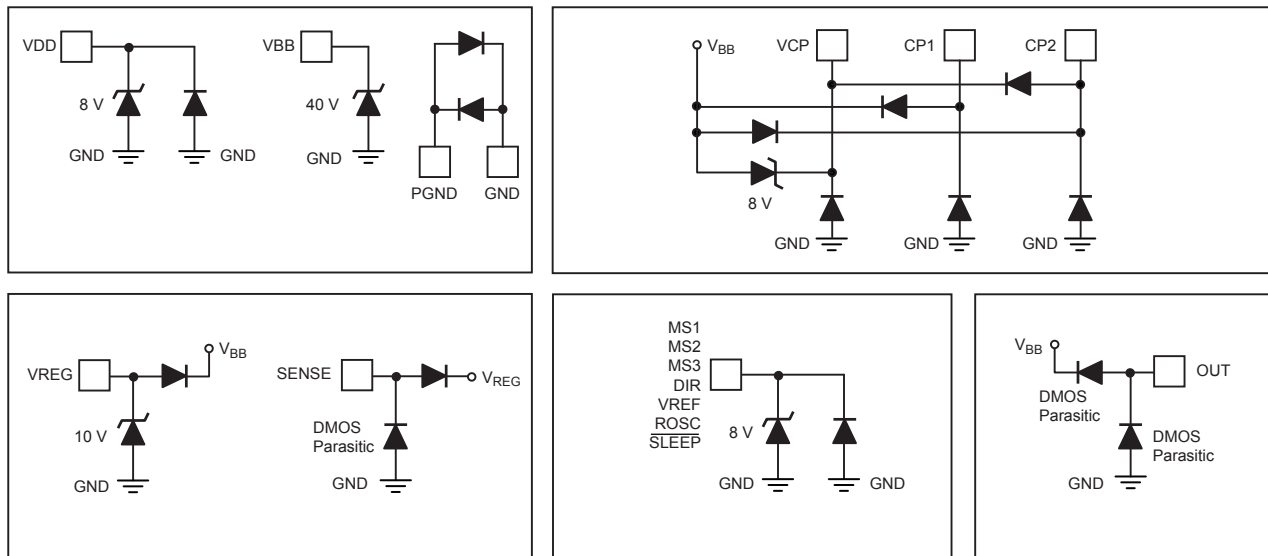 VDD
8 V
GND
GND
VBB
40 V
GND
PGND
GND
VBB
VCP
CP1
CP2
8 V
GND
GND
GND
VREG
VBB
10 V
GND
SENSE
VREG
DMOS
Parasitic
GND
MS1
MS2
MS3
DIR
VREF
ROSC
SLEEP
8 V
GND
GND
VBB
OUT
DMOS
Parasitic
DMOS
Parasitic
GND